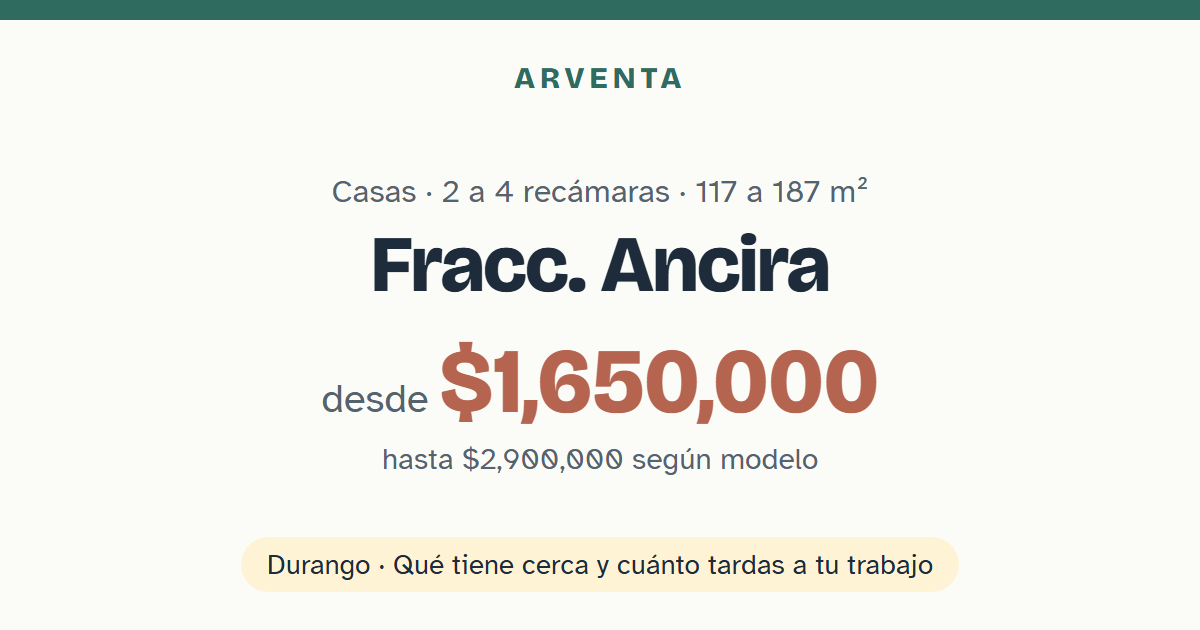 ARVENTA
Casas · 2 a 4 recámaras · 117 a 187 m²
Fracc. Ancira
desde $1,650,000
hasta $2,900,000 según modelo
Durango · Qué tiene cerca y cuánto tardas a tu trabajo